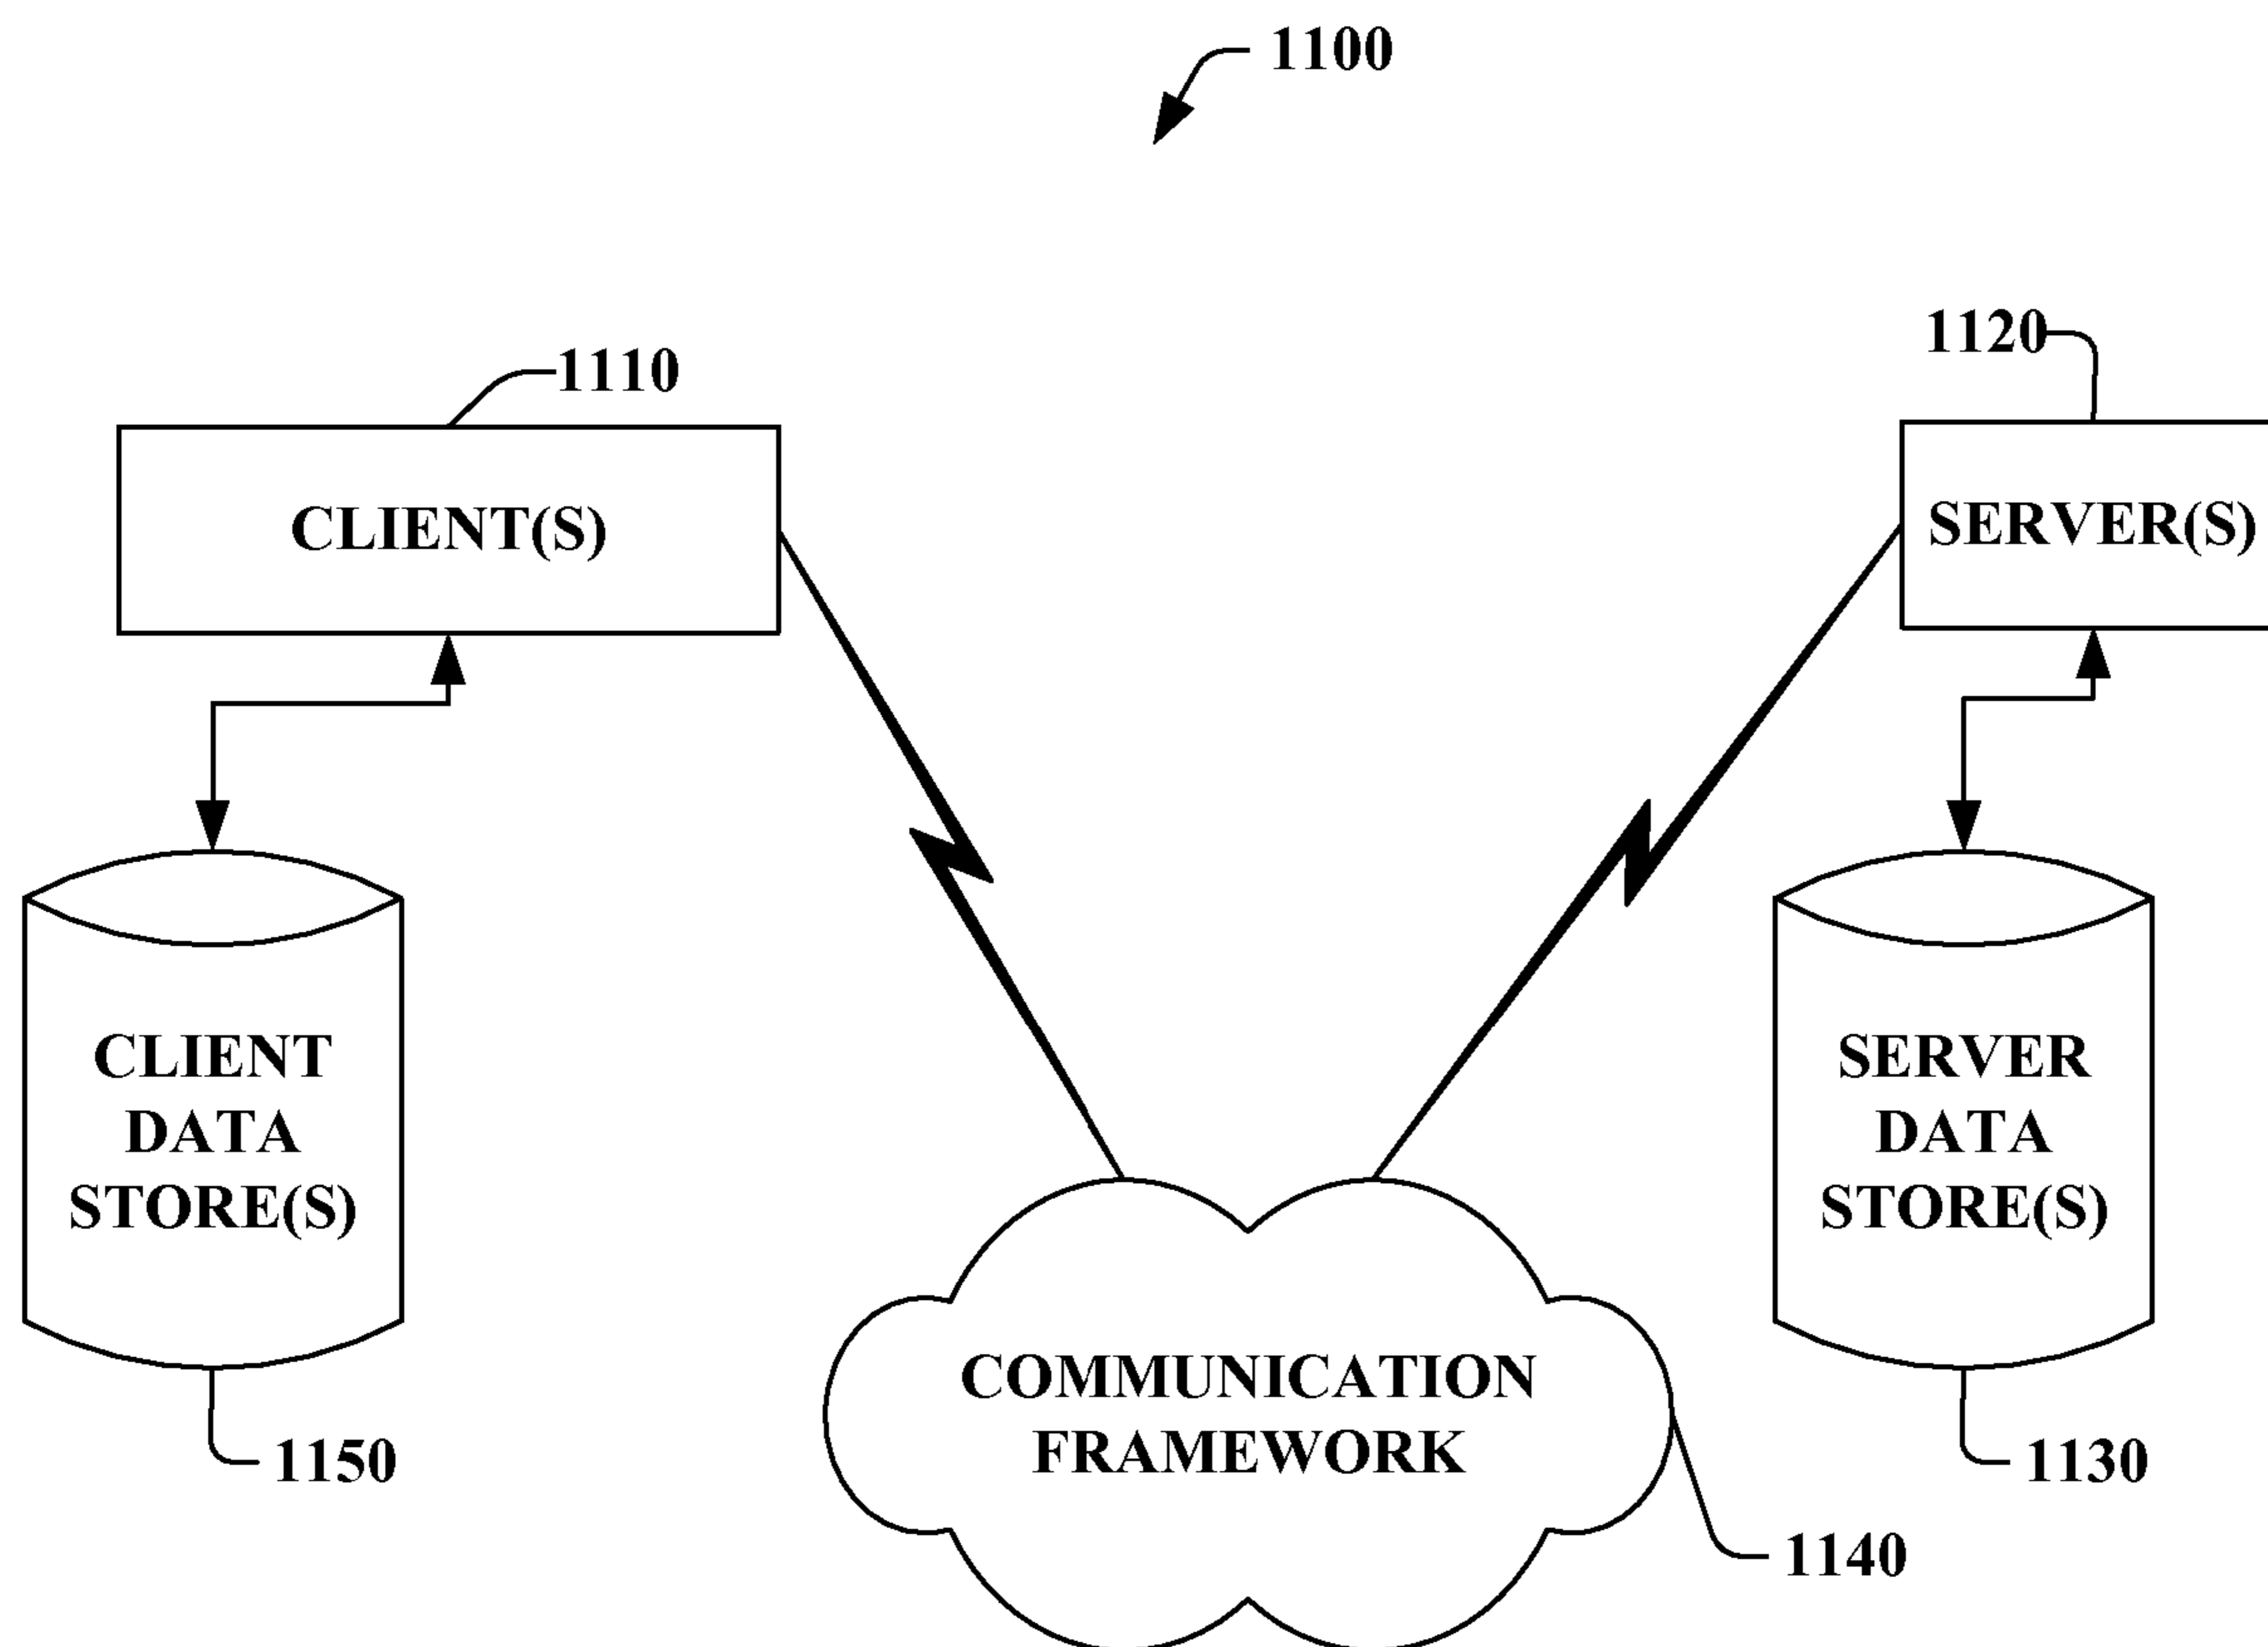 1100
1110
1120
CLIENT(S)
SERVER(S)
CLIENT
DATA
STORE(S)
SERVER
DATA
STORE(S)
COMMUNICATION
FRAMEWORK
1150
1130
1140